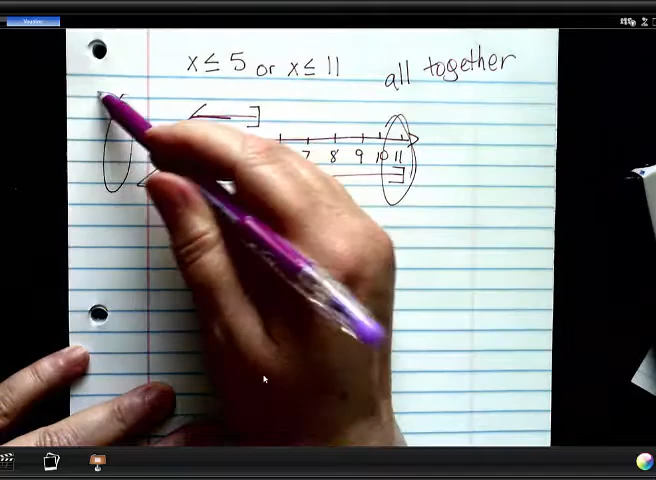 x ≤ 5 or x ≤ 11 all together
7 8 9 10 11